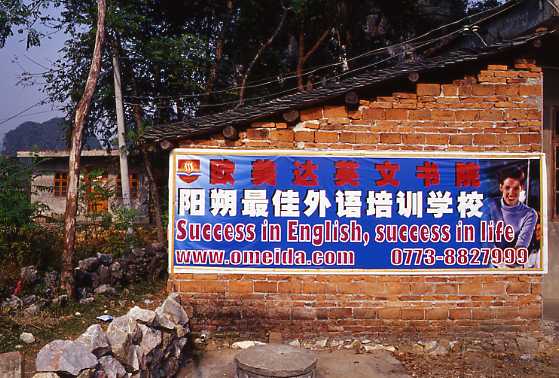 欧美达英文书院
阳朔最佳外语培训学校
Success in English, success in life
www.omeida.com 0773-8827999